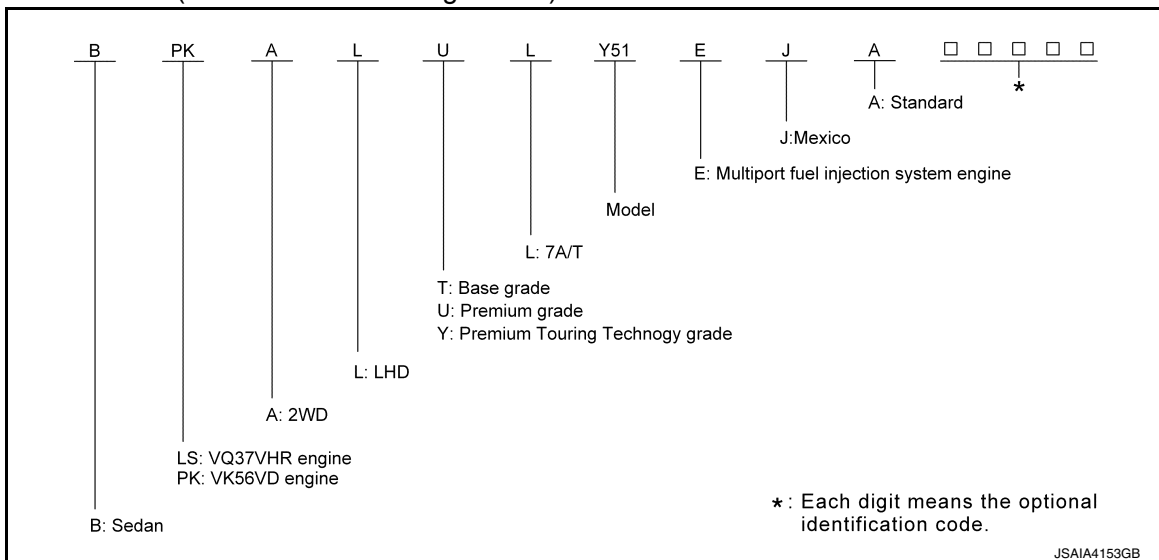 B PK A L U L Y51 E J A □ □ □ □ □
*
A: Standard
J:Mexico
E: Multiport fuel injection system engine
Model
L: 7A/T
T: Base grade
U: Premium grade
Y: Premium Touring Technogy grade
L: LHD
A: 2WD
LS: VQ37VHR engine
PK: VK56VD engine
B: Sedan
* : Each digit means the optional
identification code.
JSAIA4153GB